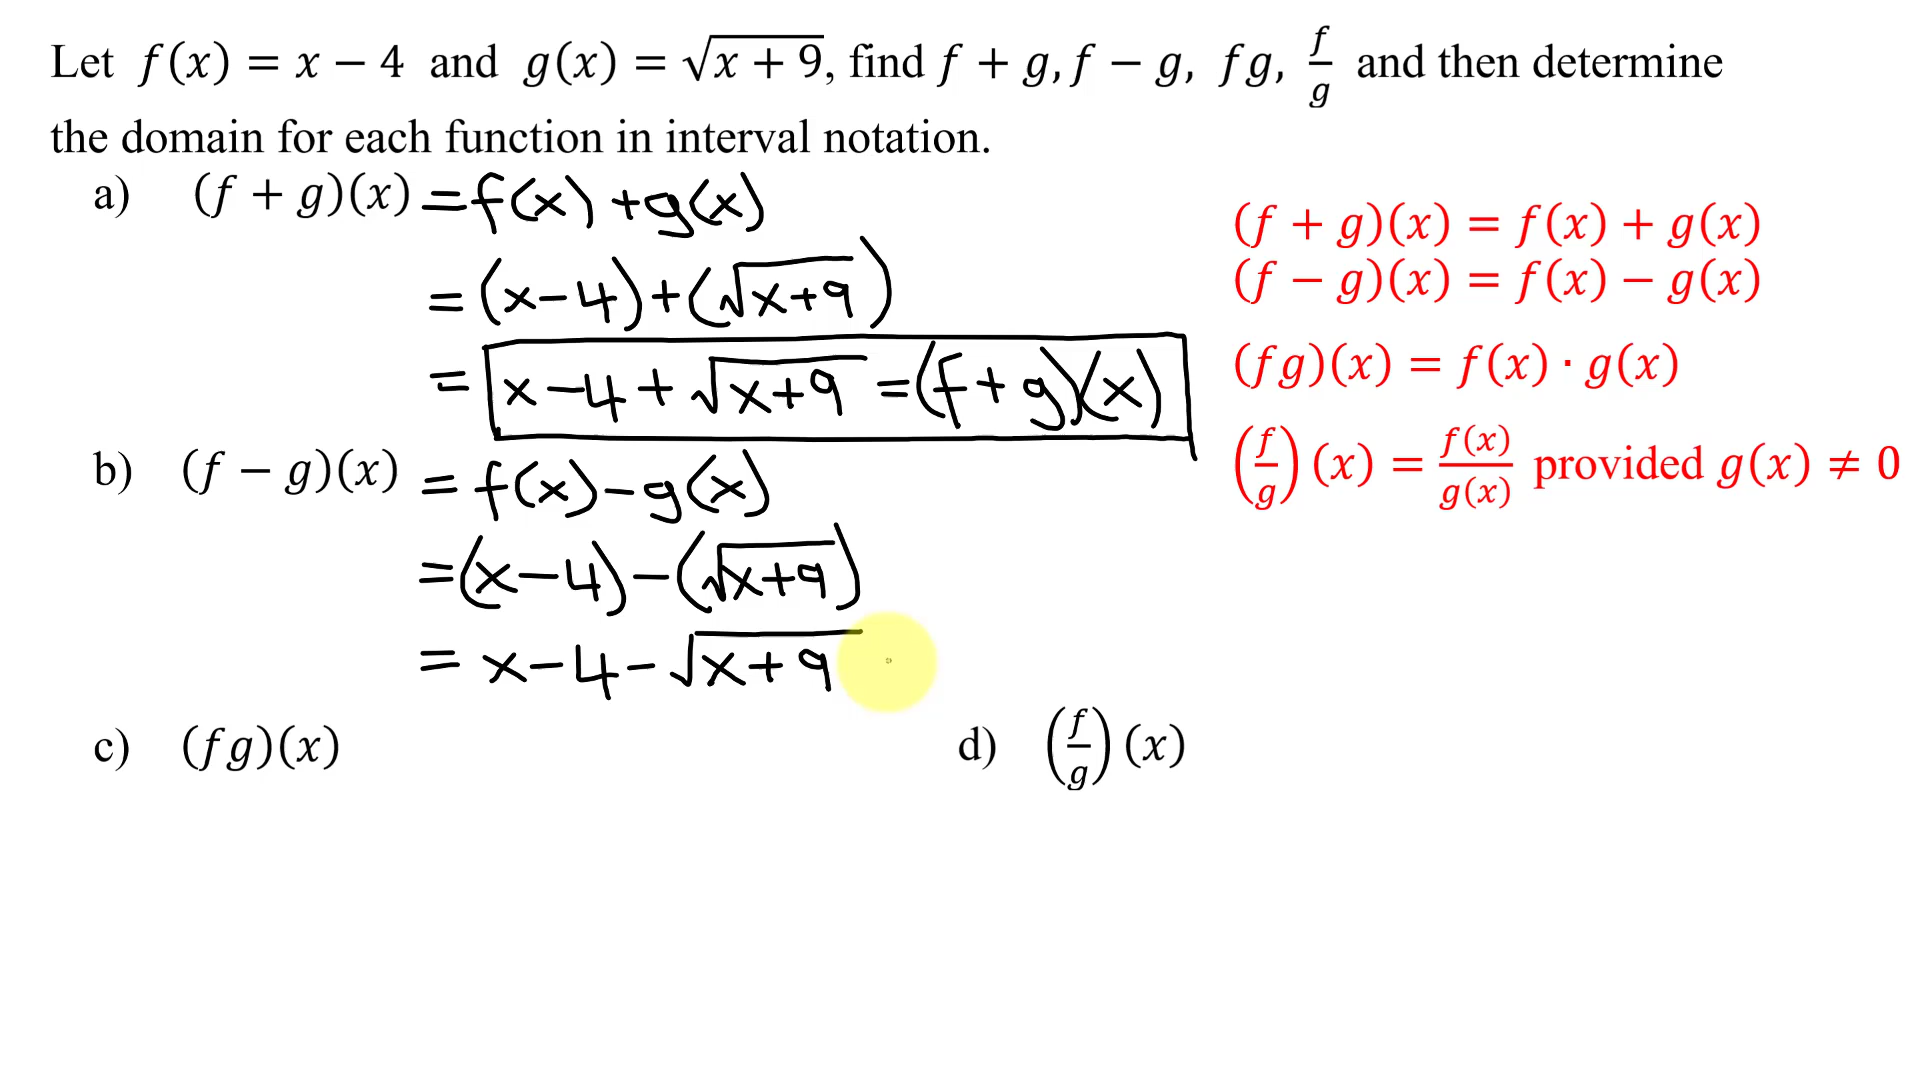 Let f(x) = x − 4 and g(x) = √(x + 9), find f + g, f − g, fg, f/g and then determine
the domain for each function in interval notation.
a) (f + g)(x) = f(x) + g(x)
= (x − 4) + (√(x + 9))
= x − 4 + √(x + 9) = (f + g)(x)
b) (f − g)(x) = f(x) − g(x)
= (x − 4) − (√(x + 9))
= x − 4 − √(x + 9)
c) (fg)(x)
d) (f/g)(x)
(f + g)(x) = f(x) + g(x)
(f − g)(x) = f(x) − g(x)
(fg)(x) = f(x) · g(x)
(f/g)(x) = f(x)/g(x) provided g(x) ≠ 0